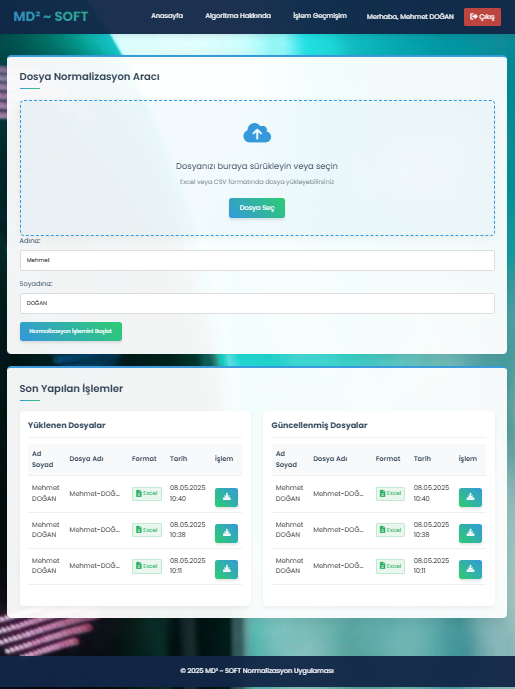 MD² ~ SOFT
Anasayfa Algoritma Hakkında İşlem Geçmişim Merhaba, Mehmet DOĞAN Çıkış
Dosya Normalizasyon Aracı
Dosyanızı buraya sürükleyin veya seçin
Excel veya CSV formatında dosya yükleyebilirsiniz
Dosya Seç
Adınız:
Mehmet
Soyadınız:
DOĞAN
Normalizasyon İşlemini Başlat
Son Yapılan İşlemler
Yüklenen Dosyalar
Ad Soyad Dosya Adı Format Tarih İşlem
Mehmet DOĞAN Mehmet-DOĞ... Excel 08.05.2025 10:40
Mehmet DOĞAN Mehmet-DOĞ... Excel 08.05.2025 10:38
Mehmet DOĞAN Mehmet-DOĞ... Excel 08.05.2025 10:11
Güncellenmiş Dosyalar
Ad Soyad Dosya Adı Format Tarih İşlem
Mehmet DOĞAN Mehmet-DOĞ... Excel 08.05.2025 10:40
Mehmet DOĞAN Mehmet-DOĞ... Excel 08.05.2025 10:38
Mehmet DOĞAN Mehmet-DOĞ... Excel 08.05.2025 10:11
© 2025 MD² ~ SOFT Normalizasyon Uygulaması